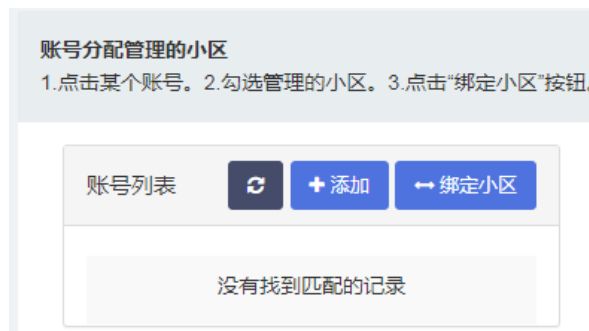 账号分配管理的小区
1.点击某个账号。2.勾选管理的小区。3.点击“绑定小区”按钮。
账号列表
添加
绑定小区
没有找到匹配的记录